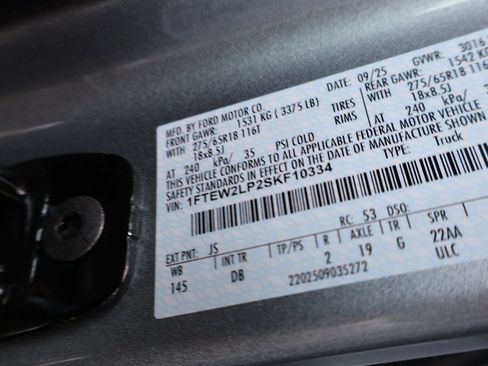 MFD. BY FORD MOTOR CO.
DATE: 09/25 GVWR: 3016
FRONT GAWR: 1531 KG ( 3375 LB) REAR GAWR: 1542 KG
WITH 275/65R18 116T TIRES WITH 275/65R18 116
18x8.5J RIMS 18x8.5J
AT 240 kPa/ 35 PSI COLD AT 240 kPa/
THIS VEHICLE CONFORMS TO ALL APPLICABLE FEDERAL MOTOR VEHICLE
SAFETY STANDARDS IN EFFECT ON THE DATE OF MANUFACTURE SHOWN
VIN: 1FTEW2LP2SKF10334 TYPE: Truck
EXT PNT: JS RC: 53 DSO:
WB INT TR TP/PS R AXLE TR SPR
145 DB 2 19 G 22AA
2202509035272 ULC